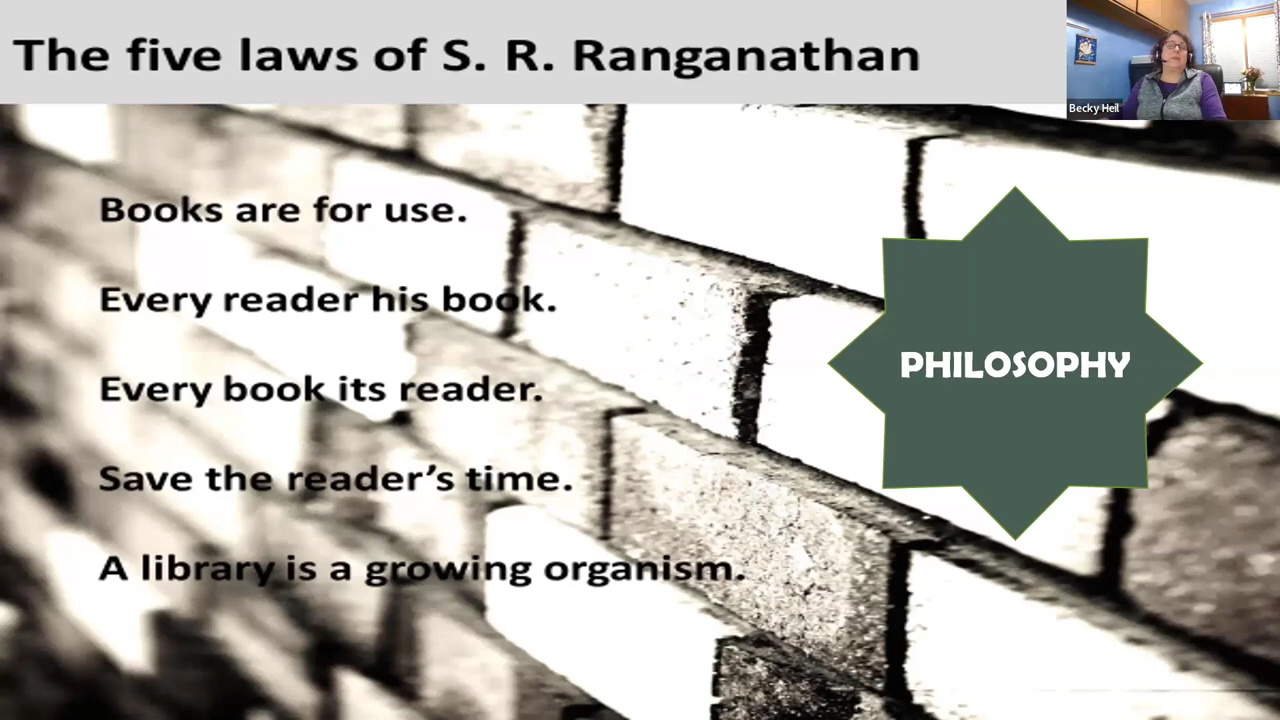 The five laws of S. R. Ranganathan
Becky Heil
Books are for use.
Every reader his book.
Every book its reader.
Save the reader’s time.
A library is a growing organism.
PHILOSOPHY